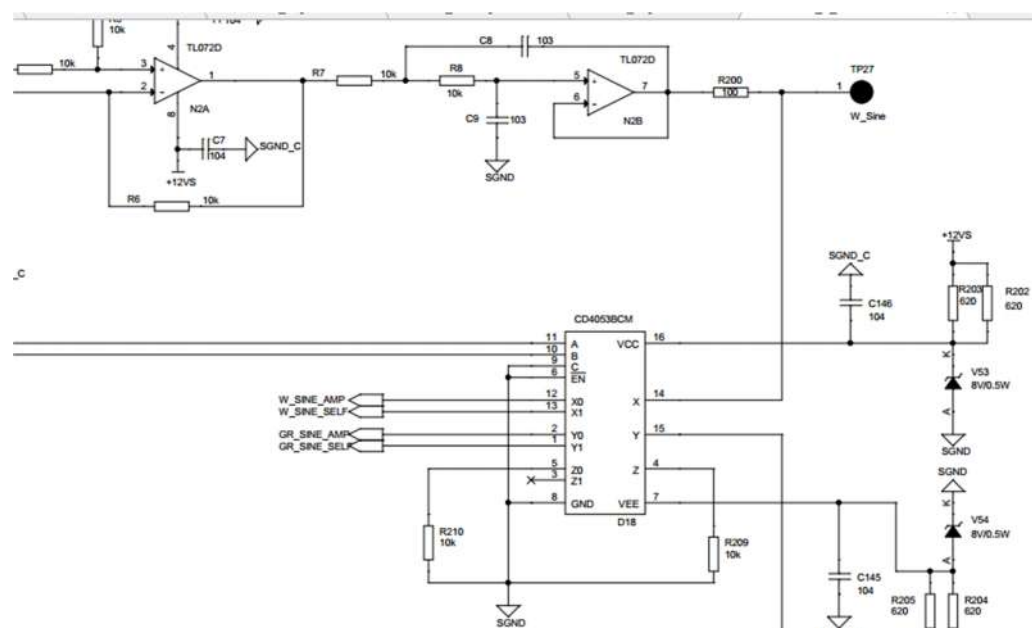 10k
TL072D
4
10k
3
+
2
-
1
N2A
8
C7
104
SGND_C
+12VS
R6
10k
R7
10k
C8
103
R8
10k
C9
103
SGND
TL072D
5
+
6
-
7
N2B
R200
100
TP27
1
W_Sine
_C
CD4053BCM
11 A VCC 16
10 B
9 C
6 EN
W_SINE_AMP 12 X0 X 14
W_SINE_SELF 13 X1
GR_SINE_AMP 2 Y0 Y 15
GR_SINE_SELF 1 Y1
5 Z0 Z 4
3 Z1
8 GND VEE 7
D18
R210
10k
R209
10k
SGND
SGND_C
C146
104
+12VS
R203
620
R202
620
K
V53
8V/0.5W
A
SGND
SGND
K
V54
8V/0.5W
A
C145
104
R205
620
R204
620